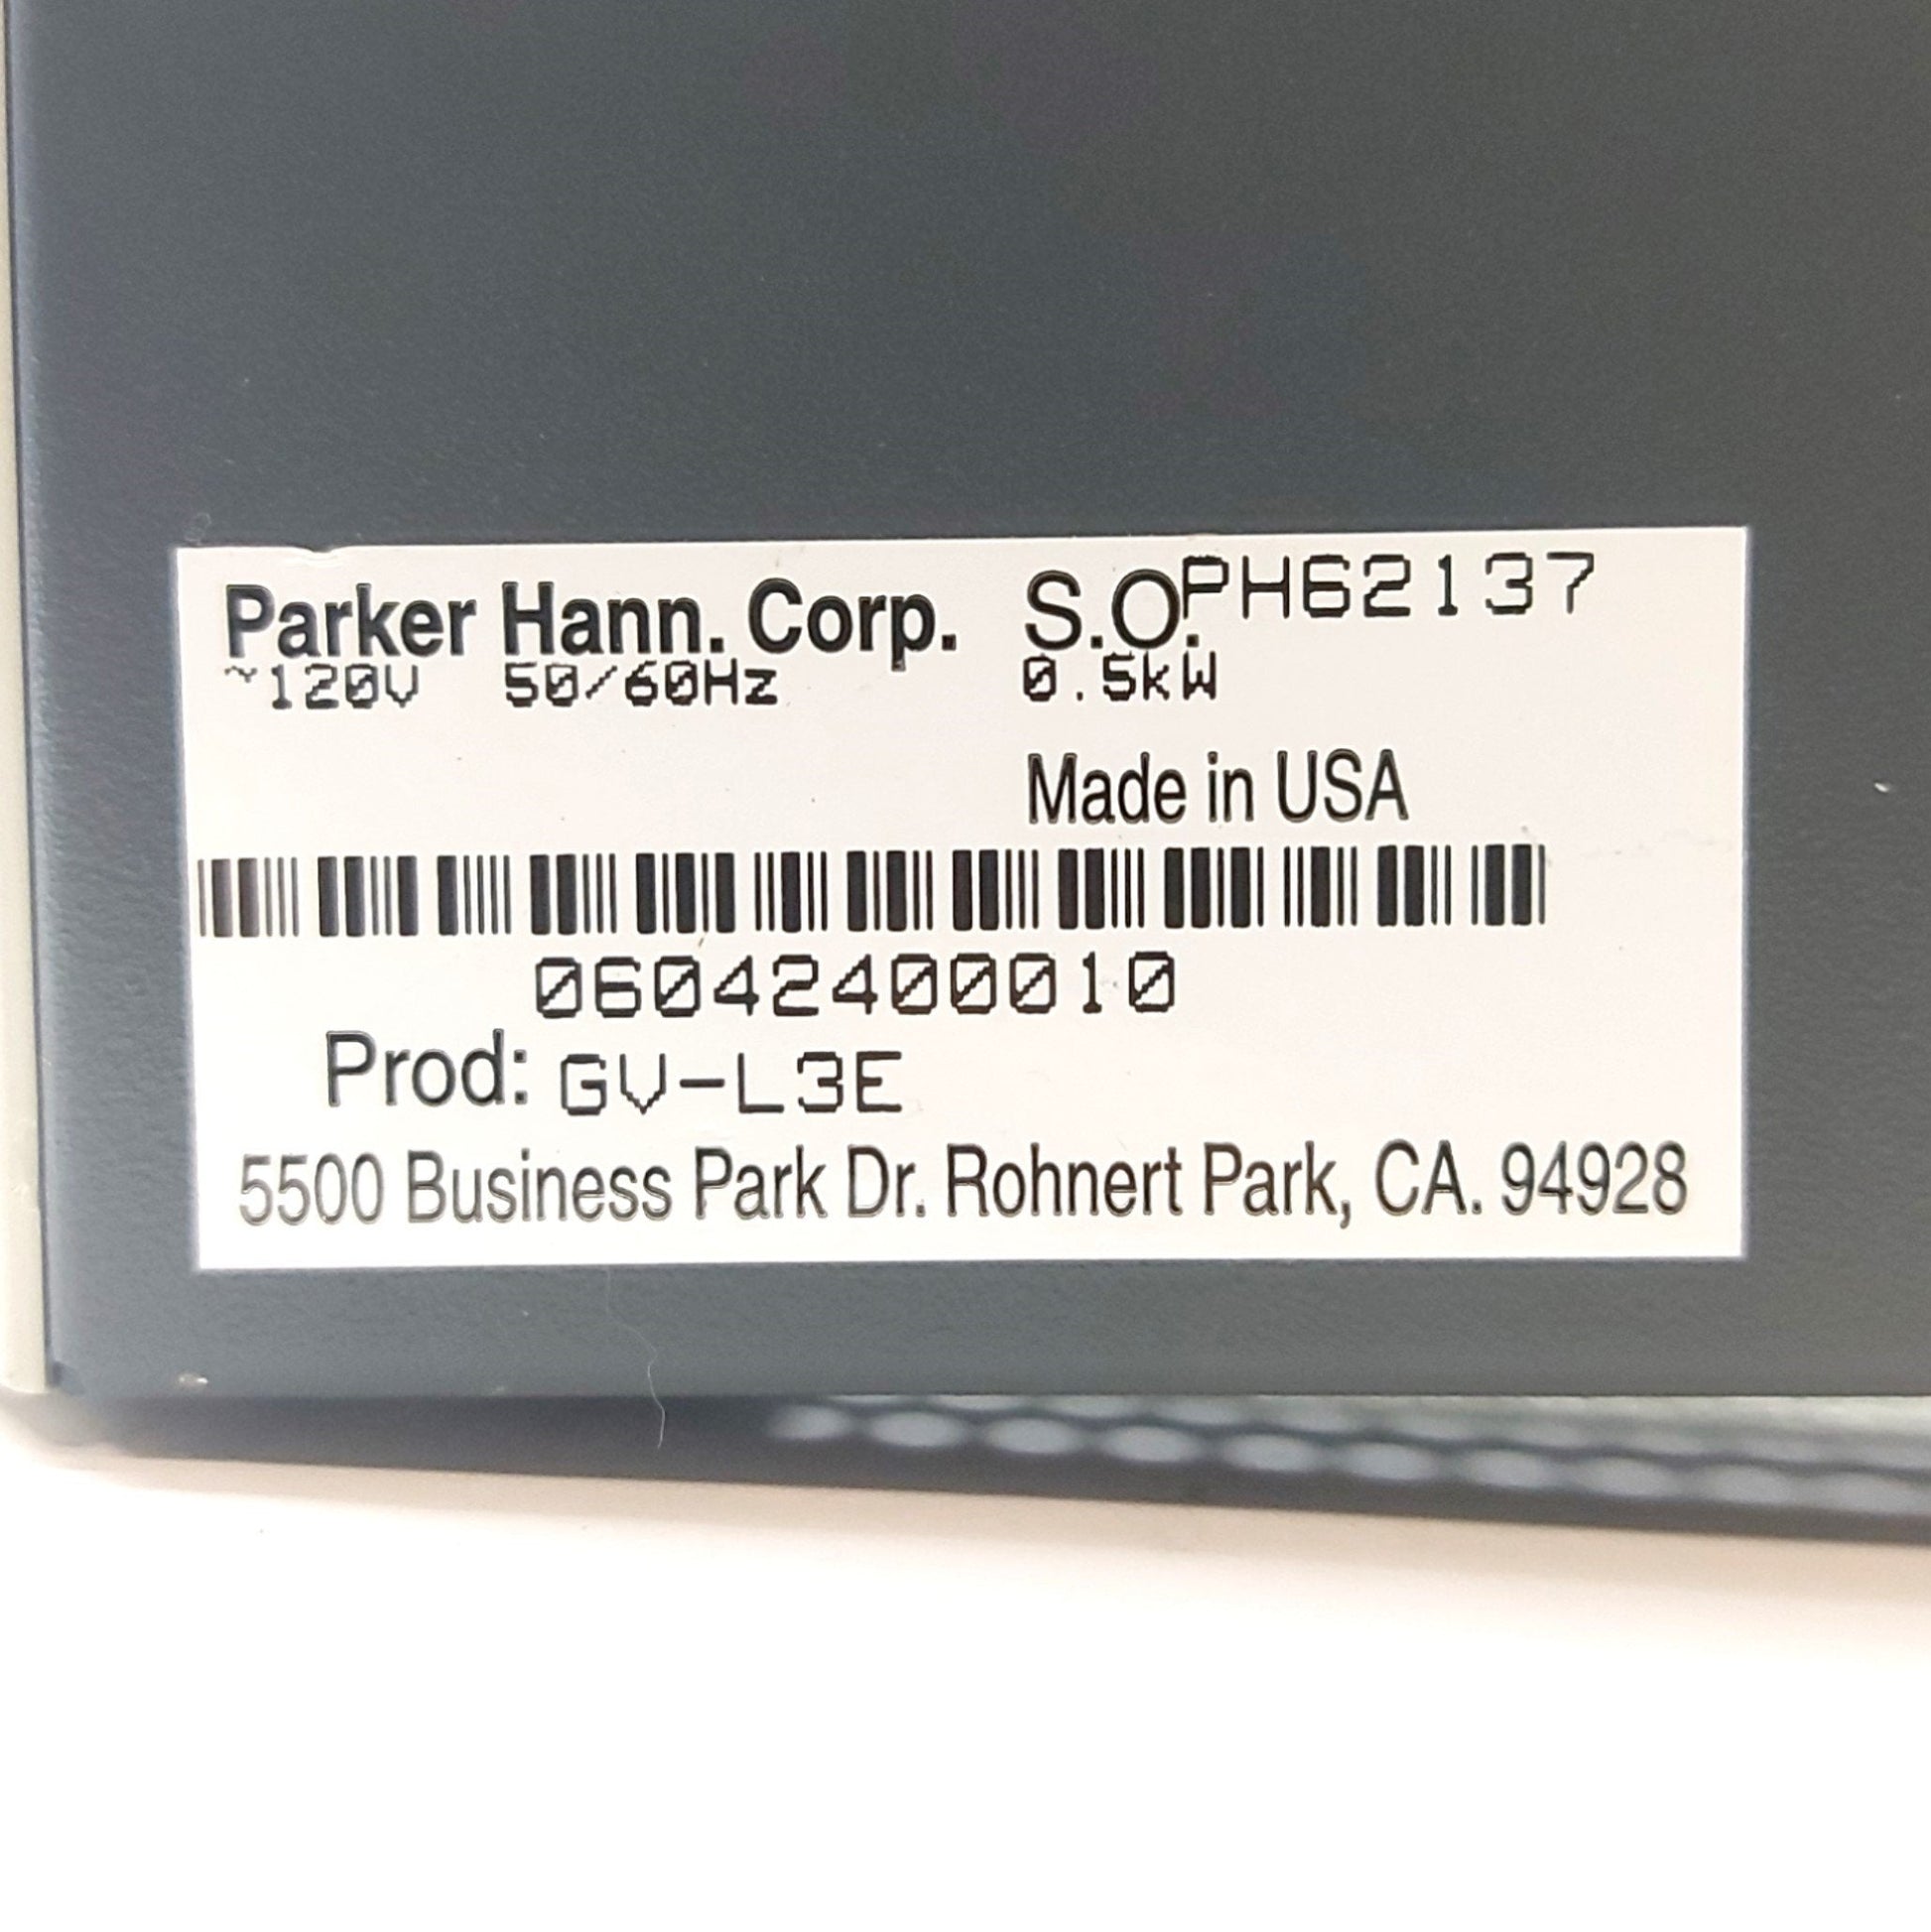 Parker Hann. Corp. S.O.PH62137
~120V 50/60Hz 0.5kW
Made in USA
06042400010
Prod: GV-L3E
5500 Business Park Dr. Rohnert Park, CA. 94928